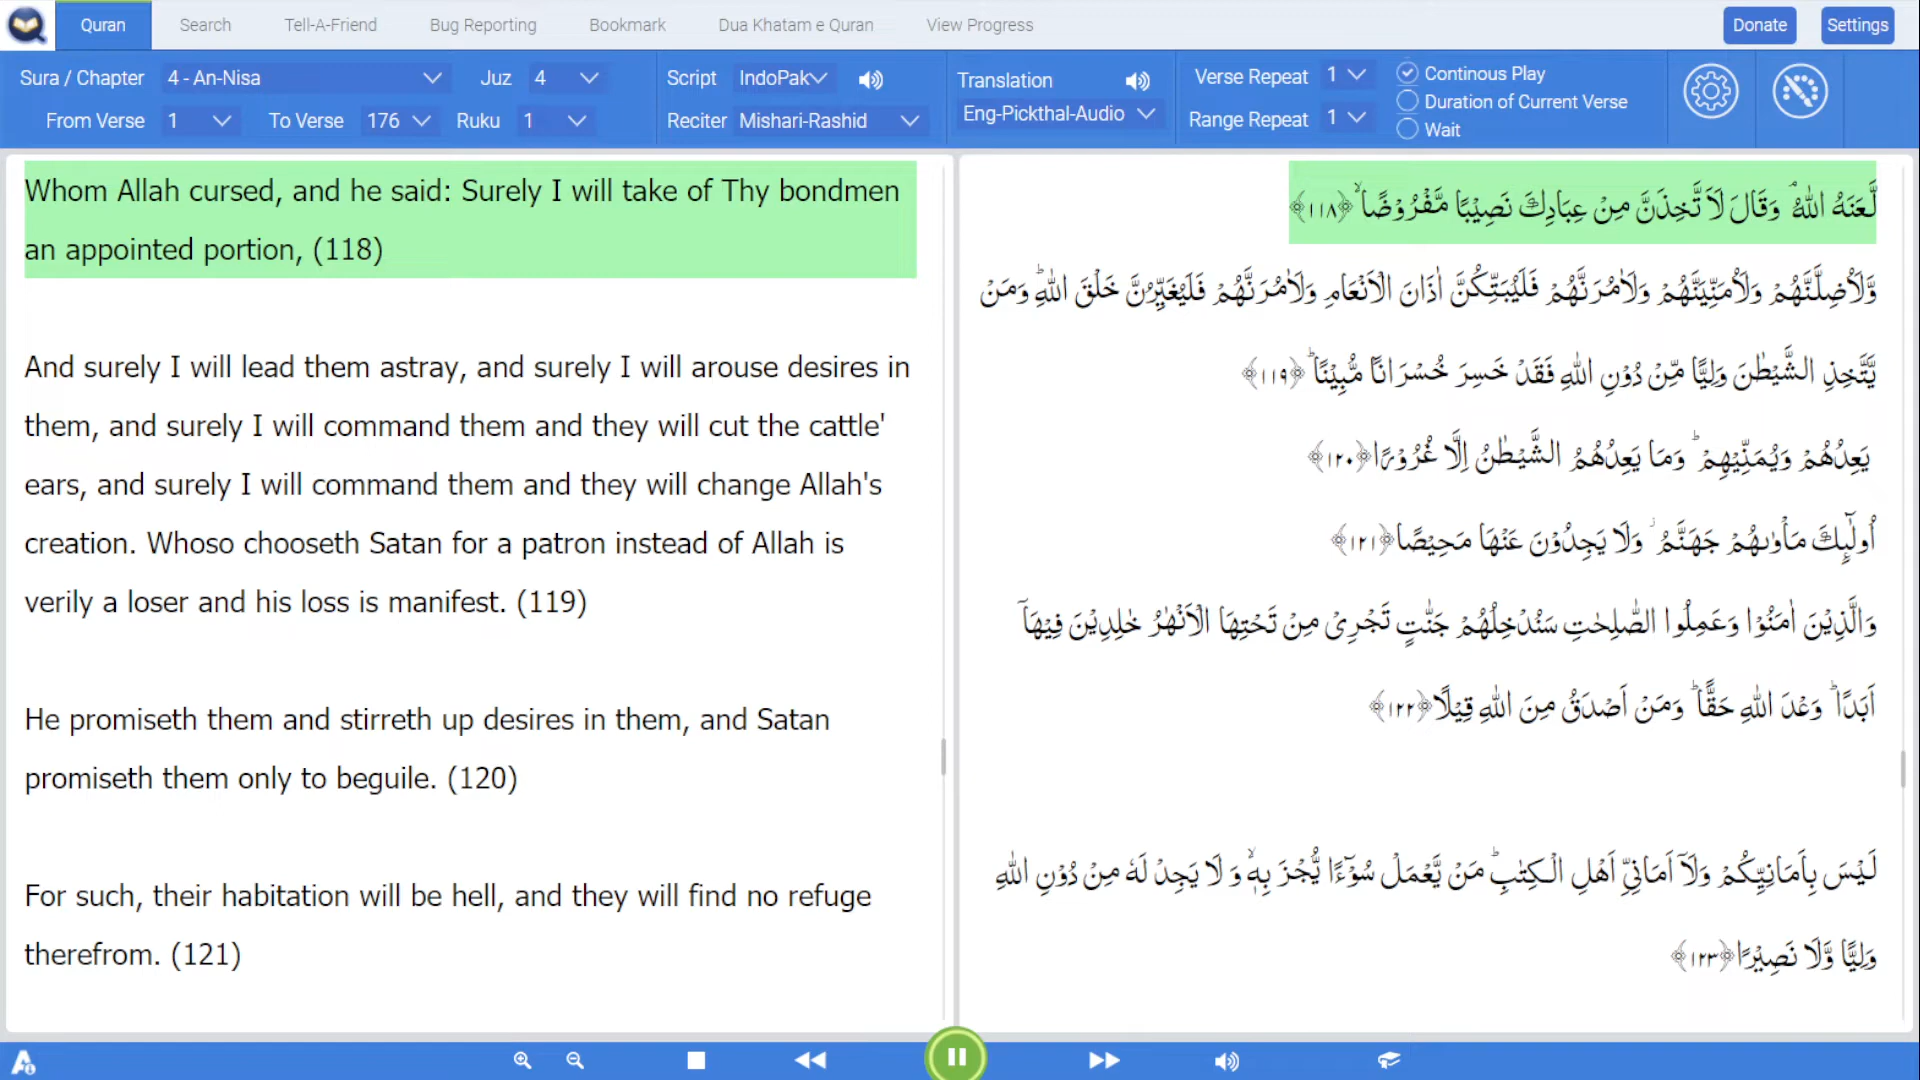 Quran Search Tell-A-Friend Bug Reporting Bookmark Dua Khatam e Quran View Progress Donate Settings
Sura / Chapter 4 - An-Nisa Juz 4 Script IndoPak Translation Verse Repeat 1 Continous Play
From Verse 1 To Verse 176 Ruku 1 Reciter Mishari-Rashid Eng-Pickthal-Audio Range Repeat 1 Duration of Current Verse
Wait
Whom Allah cursed, and he said: Surely I will take of Thy bondmen
an appointed portion, (118)
And surely I will lead them astray, and surely I will arouse desires in
them, and surely I will command them and they will cut the cattle'
ears, and surely I will command them and they will change Allah's
creation. Whoso chooseth Satan for a patron instead of Allah is
verily a loser and his loss is manifest. (119)
He promiseth them and stirreth up desires in them, and Satan
promiseth them only to beguile. (120)
For such, their habitation will be hell, and they will find no refuge
therefrom. (121)
لَّعَنَهُ اللّٰهُ ۘ وَقَالَ لَاَ تَّخِذَنَّ مِنْ عِبَادِكَ نَصِيْبًا مَّفْرُوْضًا ۙ‏﴿۱۱۸﴾
وَّلَاُضِلَّنَّهُمْ وَلَاُمَنِّيَنَّهُمْ وَلَاٰمُرَنَّهُمْ فَلَيُبَتِّكُنَّ اٰذَانَ الْاَنْعَامِ وَلَاٰمُرَنَّهُمْ فَلَيُغَيِّرُنَّ خَلْقَ اللّٰهِ‌ ؕ وَمَنْ
يَّتَّخِذِ الشَّيْطٰنَ وَلِيًّا مِّنْ دُوْنِ اللّٰهِ فَقَدْ خَسِرَ خُسْرَانًا مُّبِيْنًا ؕ‏﴿۱۱۹﴾
يَعِدُهُمْ وَيُمَنِّيْهِمْ‌ ؕ وَمَا يَعِدُهُمُ الشَّيْطٰنُ اِلَّا غُرُوْرًا‏﴿۱۲۰﴾
اُولٰٓٮِٕكَ مَاْوٰٮهُمْ جَهَنَّمُ وَلَا يَجِدُوْنَ عَنْهَا مَحِيْصًا‏﴿۱۲۱﴾
وَالَّذِيْنَ اٰمَنُوْا وَعَمِلُوا الصّٰلِحٰتِ سَنُدْخِلُهُمْ جَنّٰتٍ تَجْرِىْ مِنْ تَحْتِهَا الْاَنْهٰرُ خٰلِدِيْنَ فِيْهَاۤ
اَبَدًا‌ ؕ وَعْدَ اللّٰهِ حَقًّا‌ ؕ وَمَنْ اَصْدَقُ مِنَ اللّٰهِ قِيْلًا‏﴿۱۲۲﴾
لَـيْسَ بِاَمَانِيِّكُمْ وَلَاۤ اَمَانِىِّ اَهْلِ الْـكِتٰبِ‌ؕ مَنْ يَّعْمَلْ سُوْٓءًا يُّجْزَ بِهٖۙ وَ لَا يَجِدْ لَهٗ مِنْ دُوْنِ اللّٰهِ
وَلِيًّا وَّلَا نَصِيْرًا‏﴿۱۲۳﴾